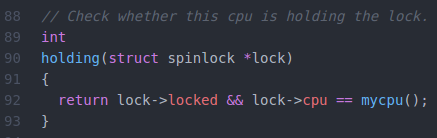 88 // Check whether this cpu is holding the lock.
89 int
90 holding(struct spinlock *lock)
91 {
92   return lock->locked && lock->cpu == mycpu();
93 }